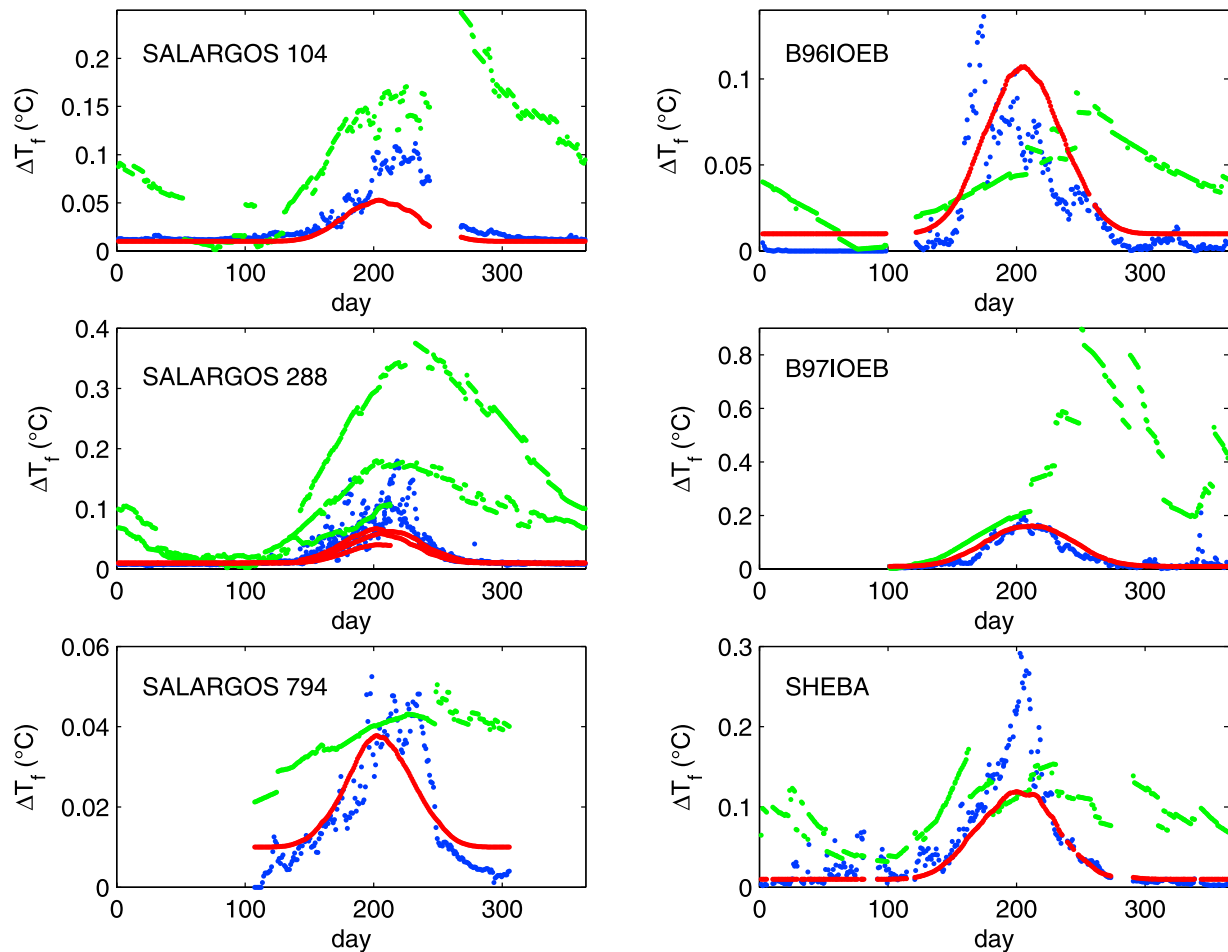 SALARGOS 104
ΔT_f (°C)
0.2
0.15
0.1
0.05
0
0 100 200 300
day
B96IOEB
ΔT_f (°C)
0.1
0.05
0
0 100 200 300
day
SALARGOS 288
ΔT_f (°C)
0.4
0.3
0.2
0.1
0
0 100 200 300
day
B97IOEB
ΔT_f (°C)
0.8
0.6
0.4
0.2
0
0 100 200 300
day
SALARGOS 794
ΔT_f (°C)
0.06
0.04
0.02
0
0 100 200 300
day
SHEBA
ΔT_f (°C)
0.3
0.2
0.1
0
0 100 200 300
day